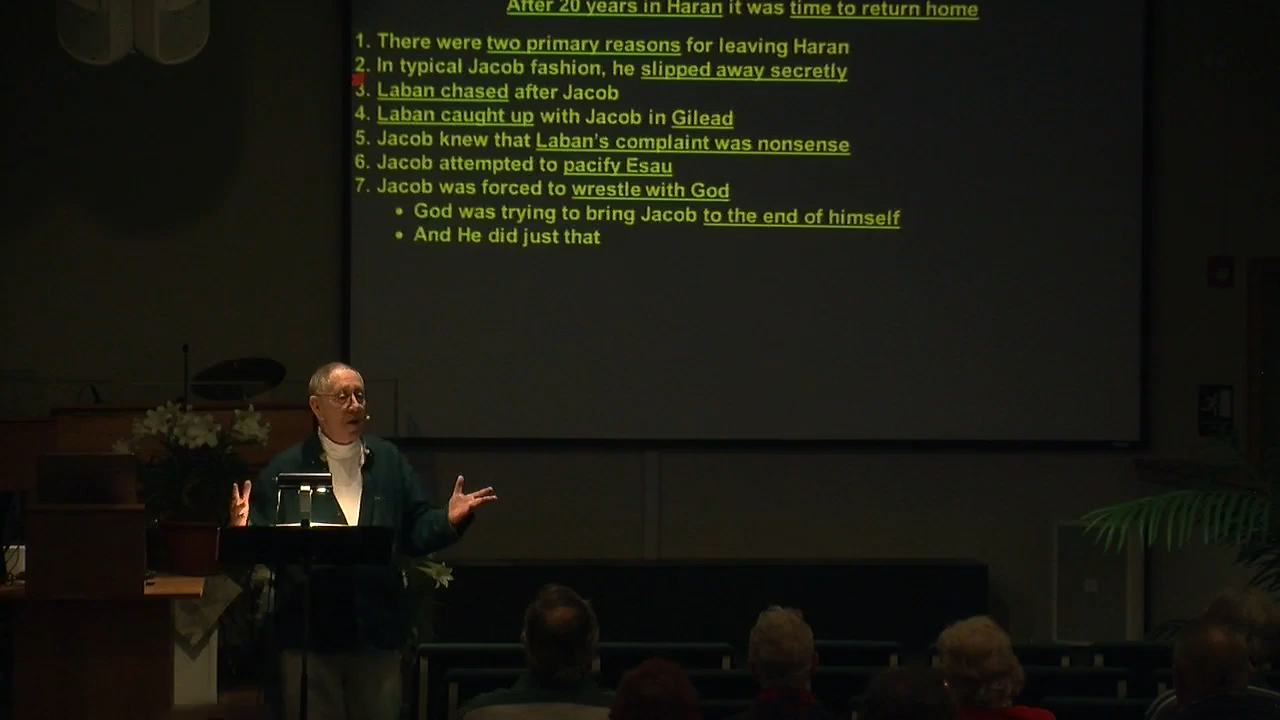 After 20 years in Haran it was time to return home
1. There were two primary reasons for leaving Haran
2. In typical Jacob fashion, he slipped away secretly
3. Laban chased after Jacob
4. Laban caught up with Jacob in Gilead
5. Jacob knew that Laban's complaint was nonsense
6. Jacob attempted to pacify Esau
7. Jacob was forced to wrestle with God
• God was trying to bring Jacob to the end of himself
• And He did just that